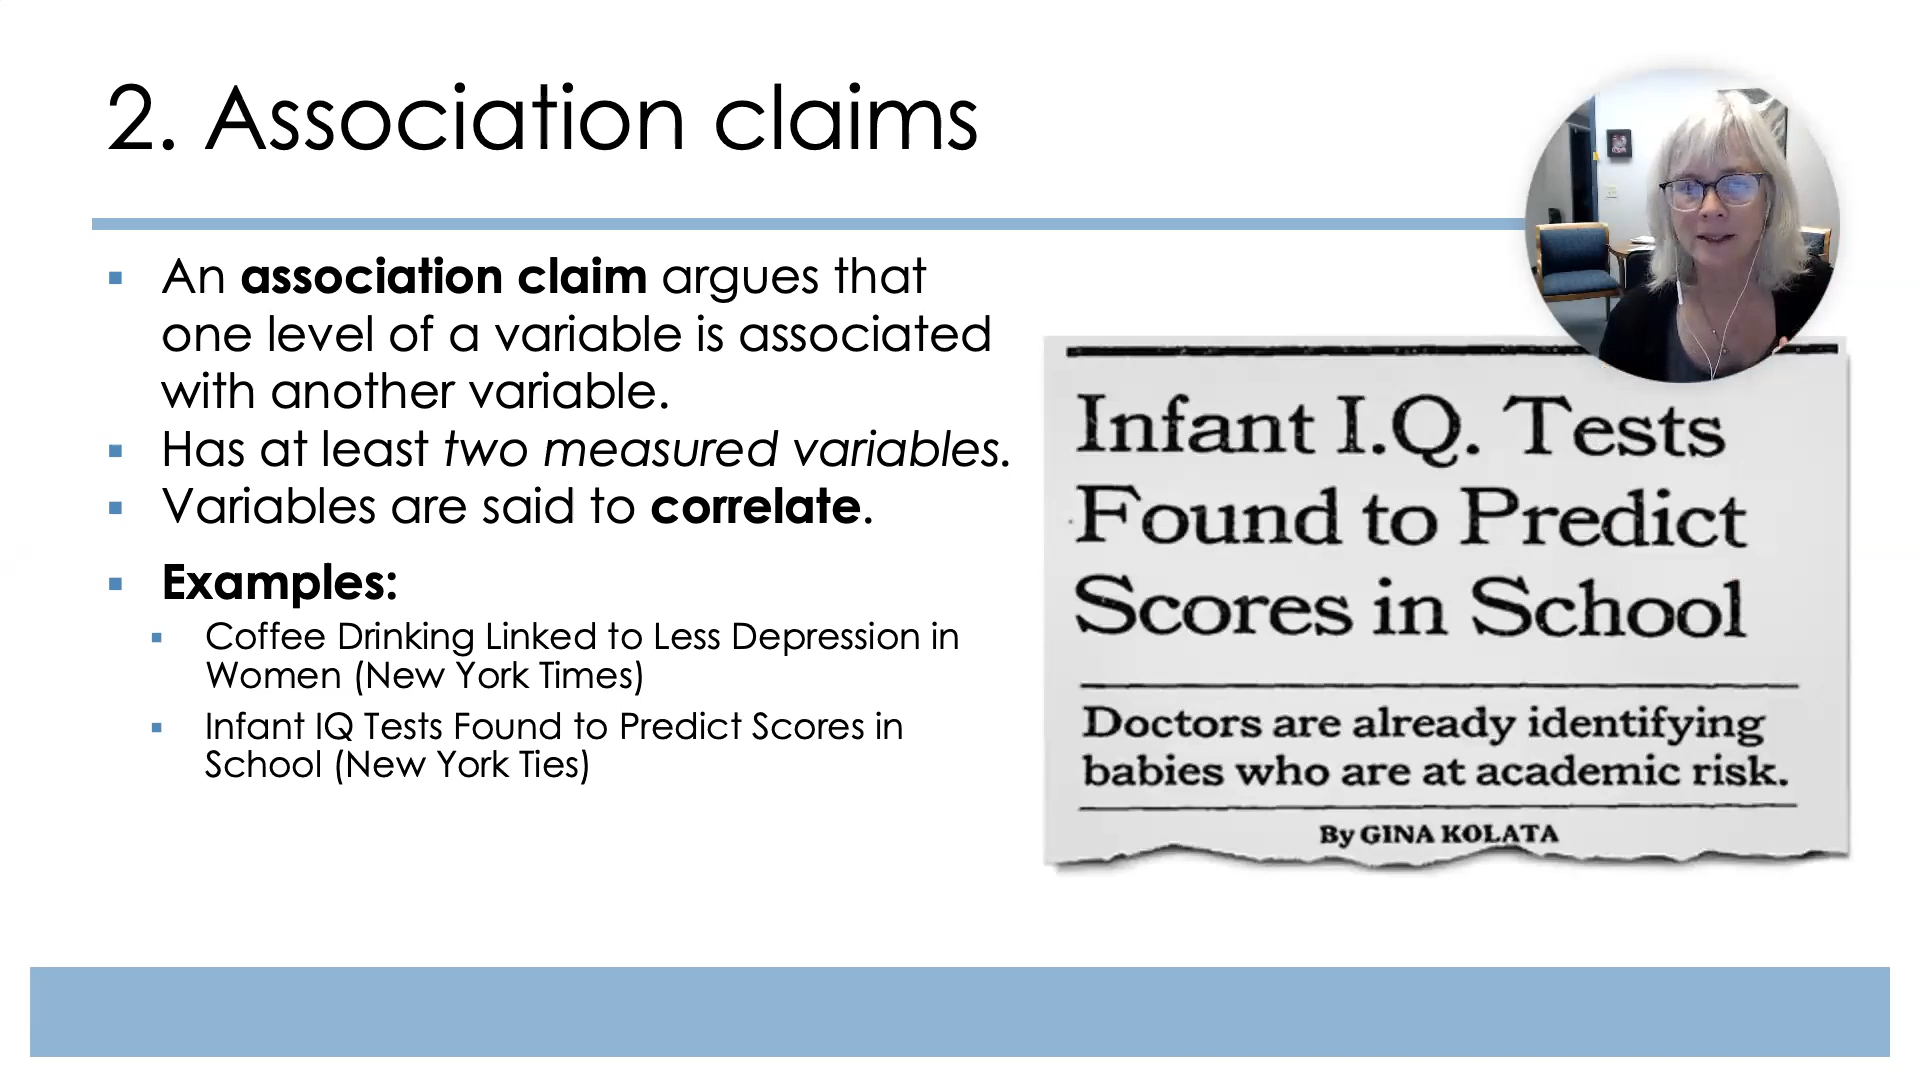 2. Association claims
An association claim argues that
one level of a variable is associated
with another variable.
Has at least two measured variables.
Variables are said to correlate.
Examples:
Coffee Drinking Linked to Less Depression in
Women (New York Times)
Infant IQ Tests Found to Predict Scores in
School (New York Ties)
Infant I.Q. Tests
Found to Predict
Scores in School
Doctors are already identifying
babies who are at academic risk.
By GINA KOLATA